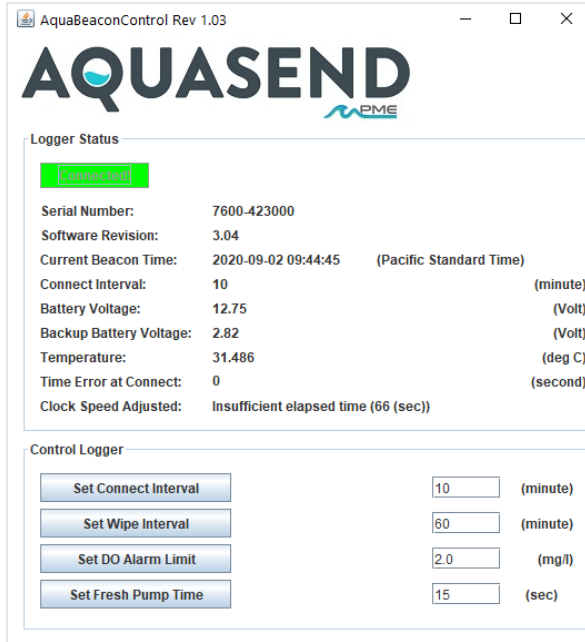 AquaBeaconControl Rev 1.03
AQUASEND
PME
Logger Status
Connected!
Serial Number: 7600-423000
Software Revision: 3.04
Current Beacon Time: 2020-09-02 09:44:45 (Pacific Standard Time)
Connect Interval: 10 (minute)
Battery Voltage: 12.75 (Volt)
Backup Battery Voltage: 2.82 (Volt)
Temperature: 31.486 (deg C)
Time Error at Connect: 0 (second)
Clock Speed Adjusted: Insufficient elapsed time (66 (sec))
Control Logger
Set Connect Interval 10 (minute)
Set Wipe Interval 60 (minute)
Set DO Alarm Limit 2.0 (mg/l)
Set Fresh Pump Time 15 (sec)